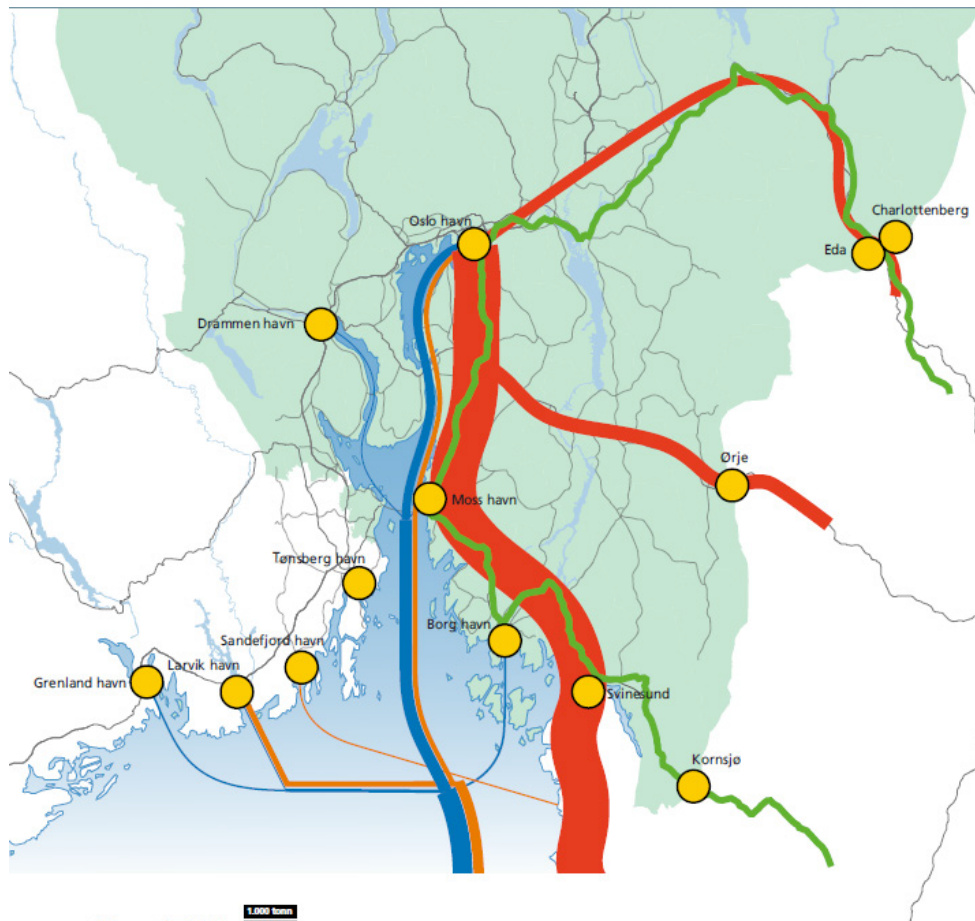 Oslo havn
Charlottenberg
Eda
Drammen havn
Ørje
Moss havn
Tønsberg havn
Borg havn
Sandefjord havn
Larvik havn
Grenland havn
Svinesund
Kornsjø
1.000 tonn